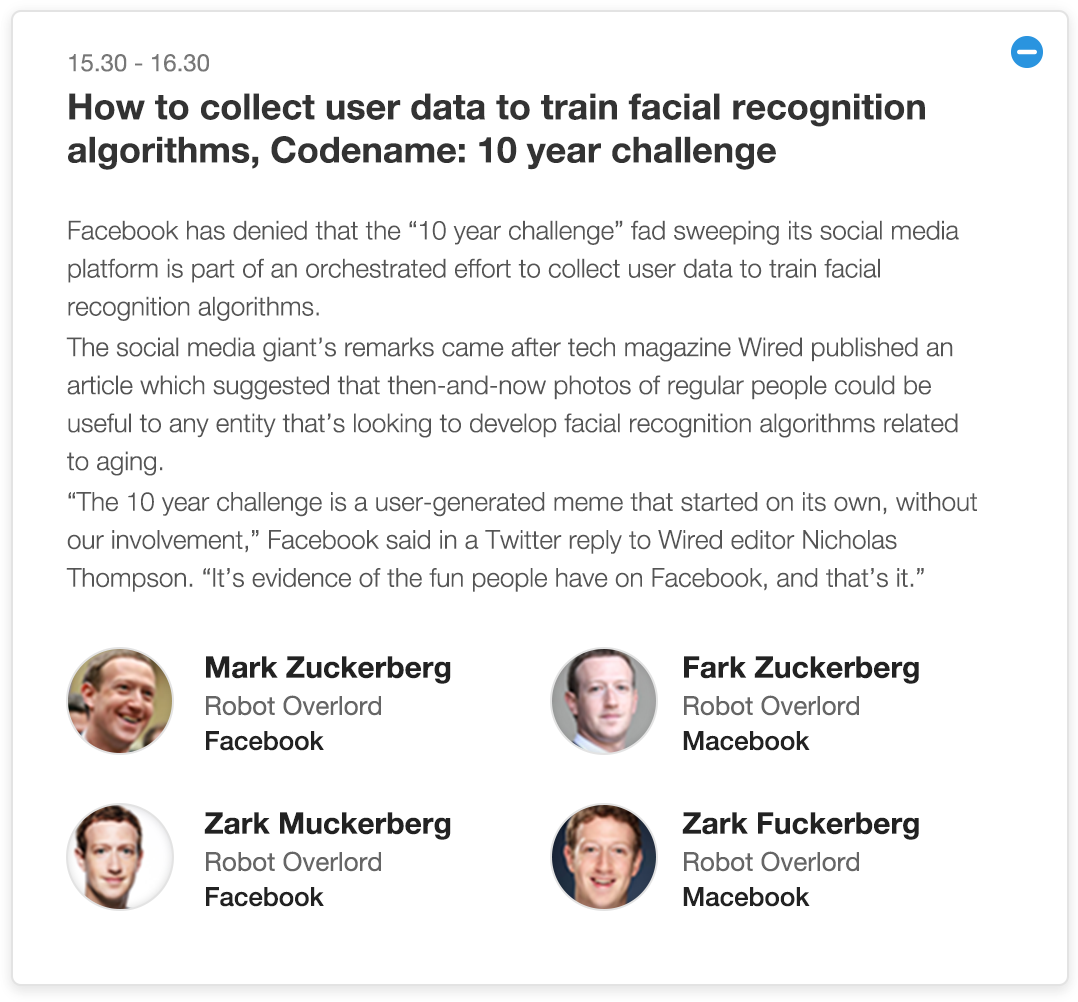 15.30 - 16.30
How to collect user data to train facial recognition
algorithms, Codename: 10 year challenge
Facebook has denied that the “10 year challenge” fad sweeping its social media
platform is part of an orchestrated effort to collect user data to train facial
recognition algorithms.
The social media giant’s remarks came after tech magazine Wired published an
article which suggested that then-and-now photos of regular people could be
useful to any entity that’s looking to develop facial recognition algorithms related
to aging.
“The 10 year challenge is a user-generated meme that started on its own, without
our involvement,” Facebook said in a Twitter reply to Wired editor Nicholas
Thompson. “It’s evidence of the fun people have on Facebook, and that’s it.”
Mark Zuckerberg
Robot Overlord
Facebook
Fark Zuckerberg
Robot Overlord
Macebook
Zark Muckerberg
Robot Overlord
Facebook
Zark Fuckerberg
Robot Overlord
Macebook